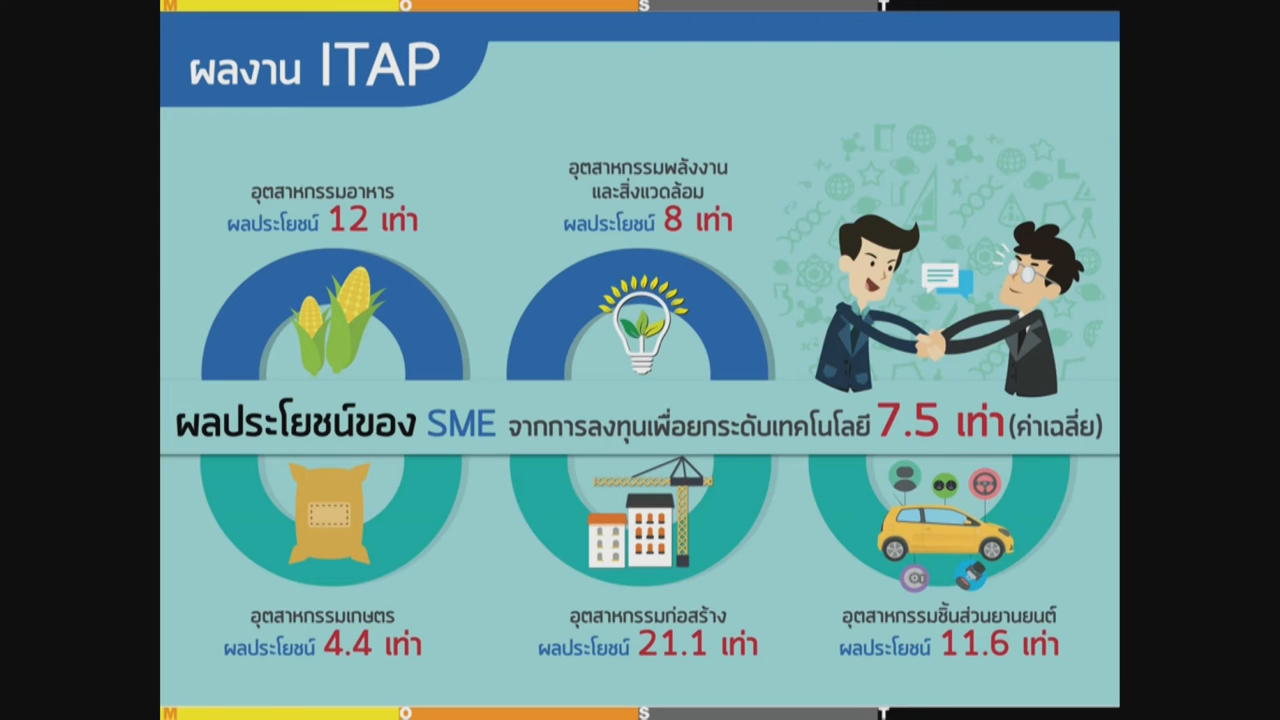 M O S T
ผลงาน ITAP
อุตสาหกรรมอาหาร
ผลประโยชน์ 12 เท่า
อุตสาหกรรมพลังงาน
และสิ่งแวดล้อม
ผลประโยชน์ 8 เท่า
ผลประโยชน์ของ SME จากการลงทุนเพื่อยกระดับเทคโนโลยี 7.5 เท่า (ค่าเฉลี่ย)
อุตสาหกรรมเกษตร
ผลประโยชน์ 4.4 เท่า
อุตสาหกรรมก่อสร้าง
ผลประโยชน์ 21.1 เท่า
อุตสาหกรรมชิ้นส่วนยานยนต์
ผลประโยชน์ 11.6 เท่า
M O S T